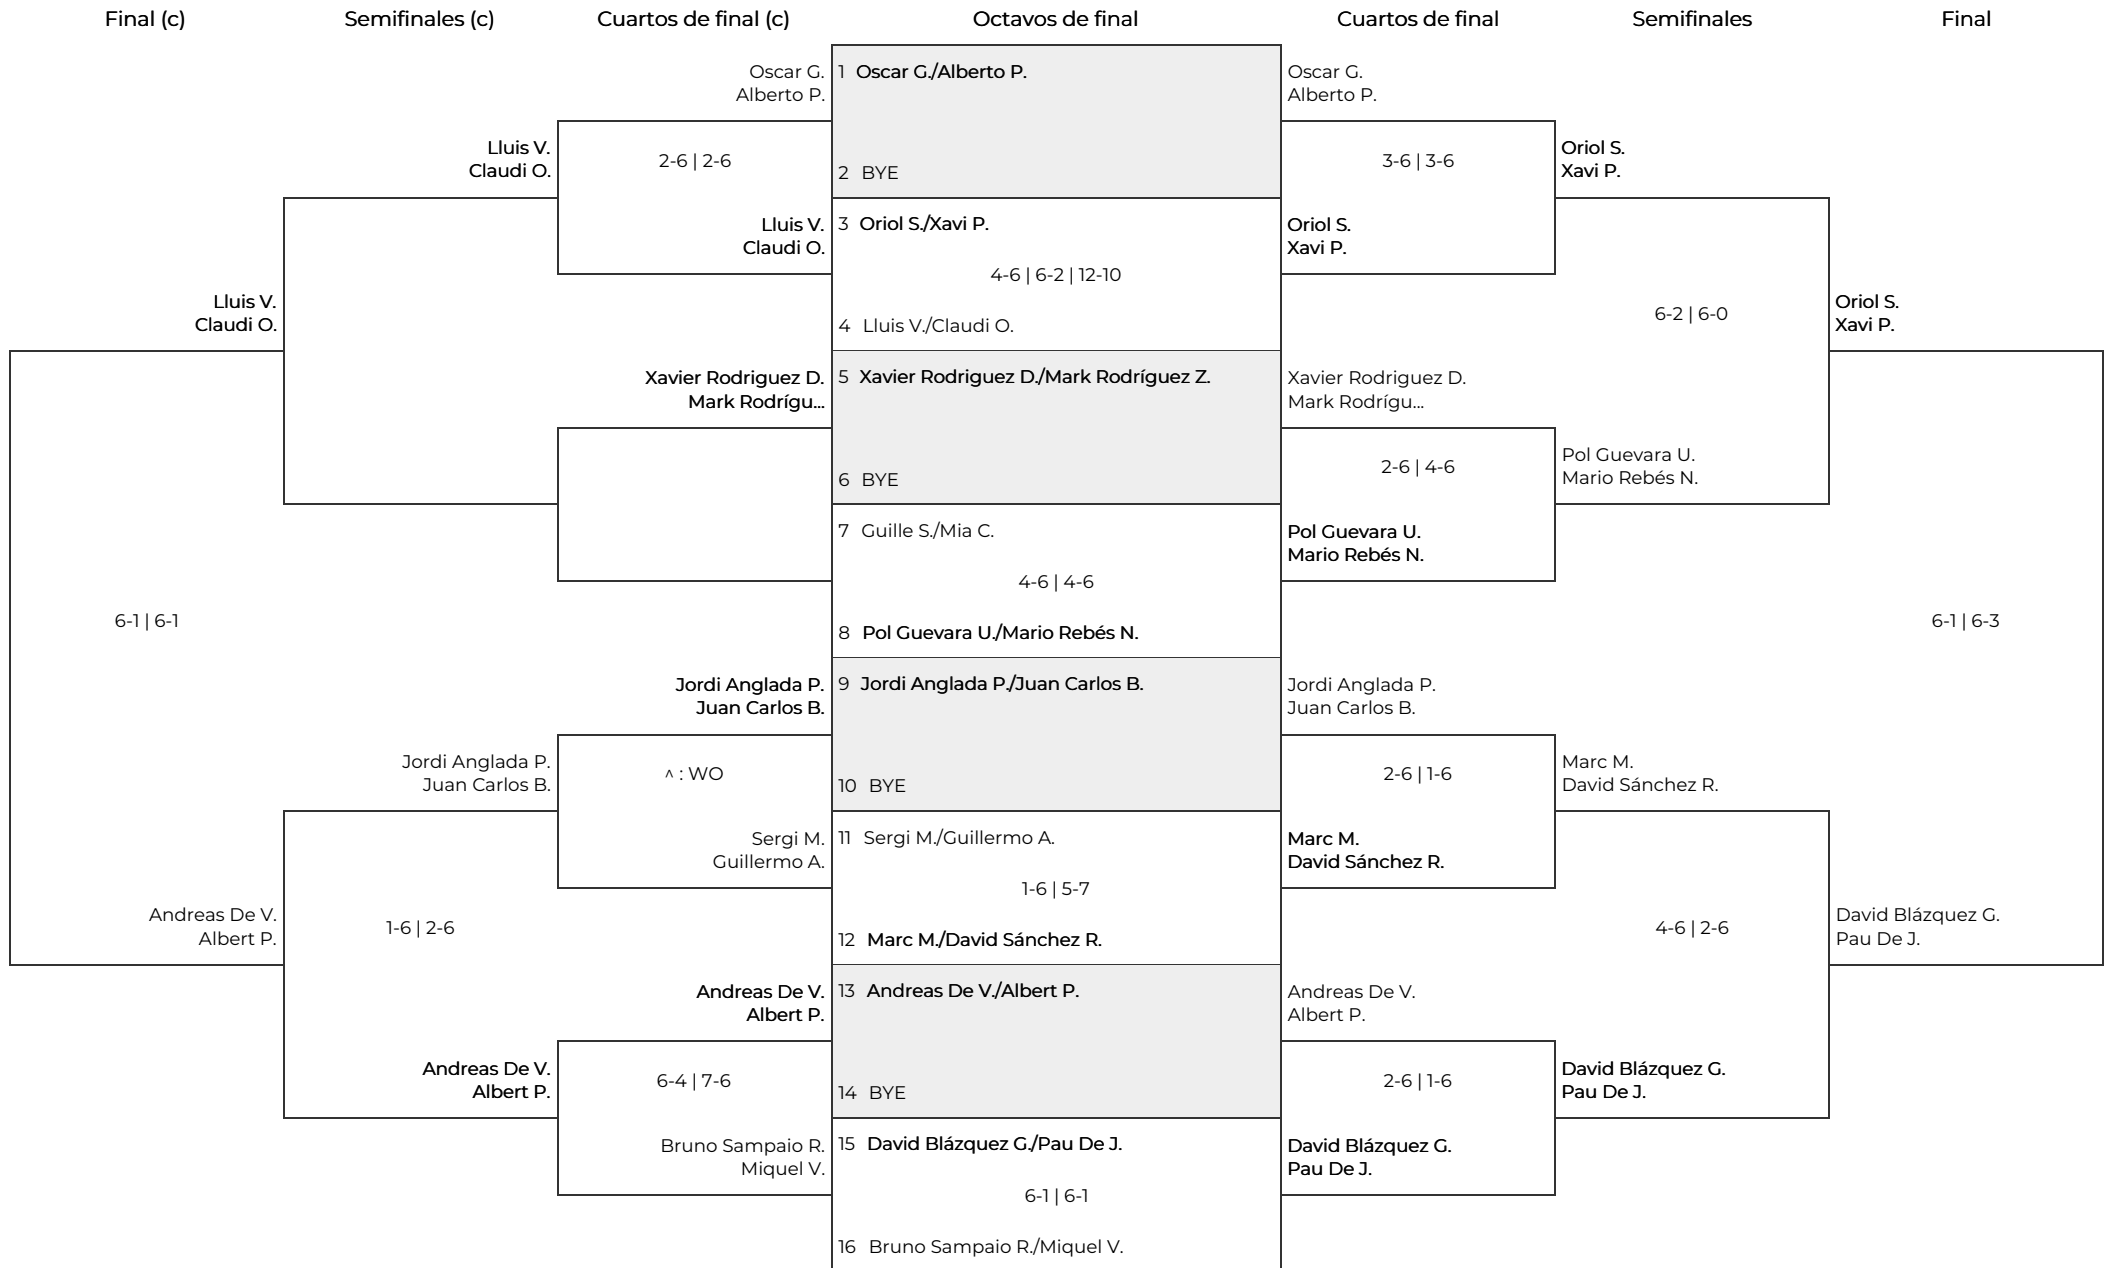 Final (c) Semifinales (c) Cuartos de final (c) Octavos de final Cuartos de final Semifinales Final
Oscar G. 1 Oscar G./Alberto P. Oscar G.
Alberto P. Alberto P.
Lluis V. Oriol S.
2-6 | 2-6 3-6 | 3-6
Claudi O. 2 BYE Xavi P.
Lluis V. 3 Oriol S./Xavi P. Oriol S.
Claudi O. Xavi P.
4-6 | 6-2 | 12-10
Lluis V. Oriol S.
6-2 | 6-0
Claudi O. 4 Lluis V./Claudi O. Xavi P.
Xavier Rodriguez D. 5 Xavier Rodriguez D./Mark Rodríguez Z. Xavier Rodriguez D.
Mark Rodrígu... Mark Rodrígu...
Pol Guevara U.
2-6 | 4-6
6 BYE Mario Rebés N.
7 Guille S./Mia C. Pol Guevara U.
Mario Rebés N.
4-6 | 4-6
6-1 | 6-1 6-1 | 6-3
8 Pol Guevara U./Mario Rebés N.
Jordi Anglada P. 9 Jordi Anglada P./Juan Carlos B. Jordi Anglada P.
Juan Carlos B. Juan Carlos B.
Jordi Anglada P. Marc M.
^ : WO 2-6 | 1-6
Juan Carlos B. 10 BYE David Sánchez R.
Sergi M. 11 Sergi M./Guillermo A. Marc M.
Guillermo A. David Sánchez R.
1-6 | 5-7
Andreas De V. David Blázquez G.
1-6 | 2-6 4-6 | 2-6
Albert P. 12 Marc M./David Sánchez R. Pau De J.
Andreas De V. 13 Andreas De V./Albert P. Andreas De V.
Albert P. Albert P.
Andreas De V. David Blázquez G.
6-4 | 7-6 2-6 | 1-6
Albert P. 14 BYE Pau De J.
Bruno Sampaio R. 15 David Blázquez G./Pau De J. David Blázquez G.
Miquel V. Pau De J.
6-1 | 6-1
16 Bruno Sampaio R./Miquel V.